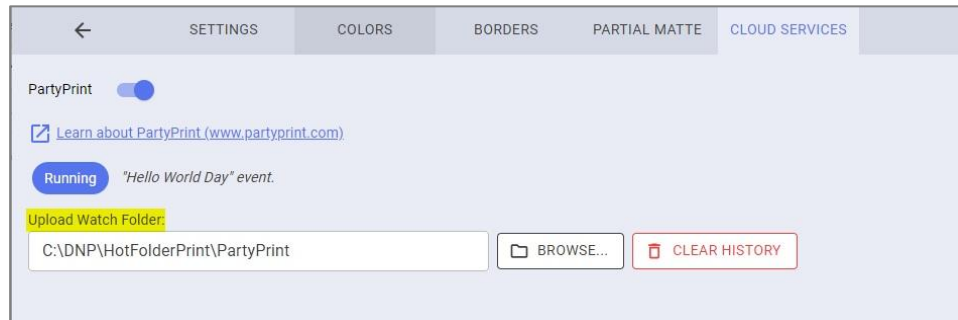 SETTINGS COLORS BORDERS PARTIAL MATTE CLOUD SERVICES
PartyPrint
Learn about PartyPrint (www.partyprint.com)
Running "Hello World Day" event.
Upload Watch Folder:
C:\DNP\HotFolderPrint\PartyPrint BROWSE... CLEAR HISTORY